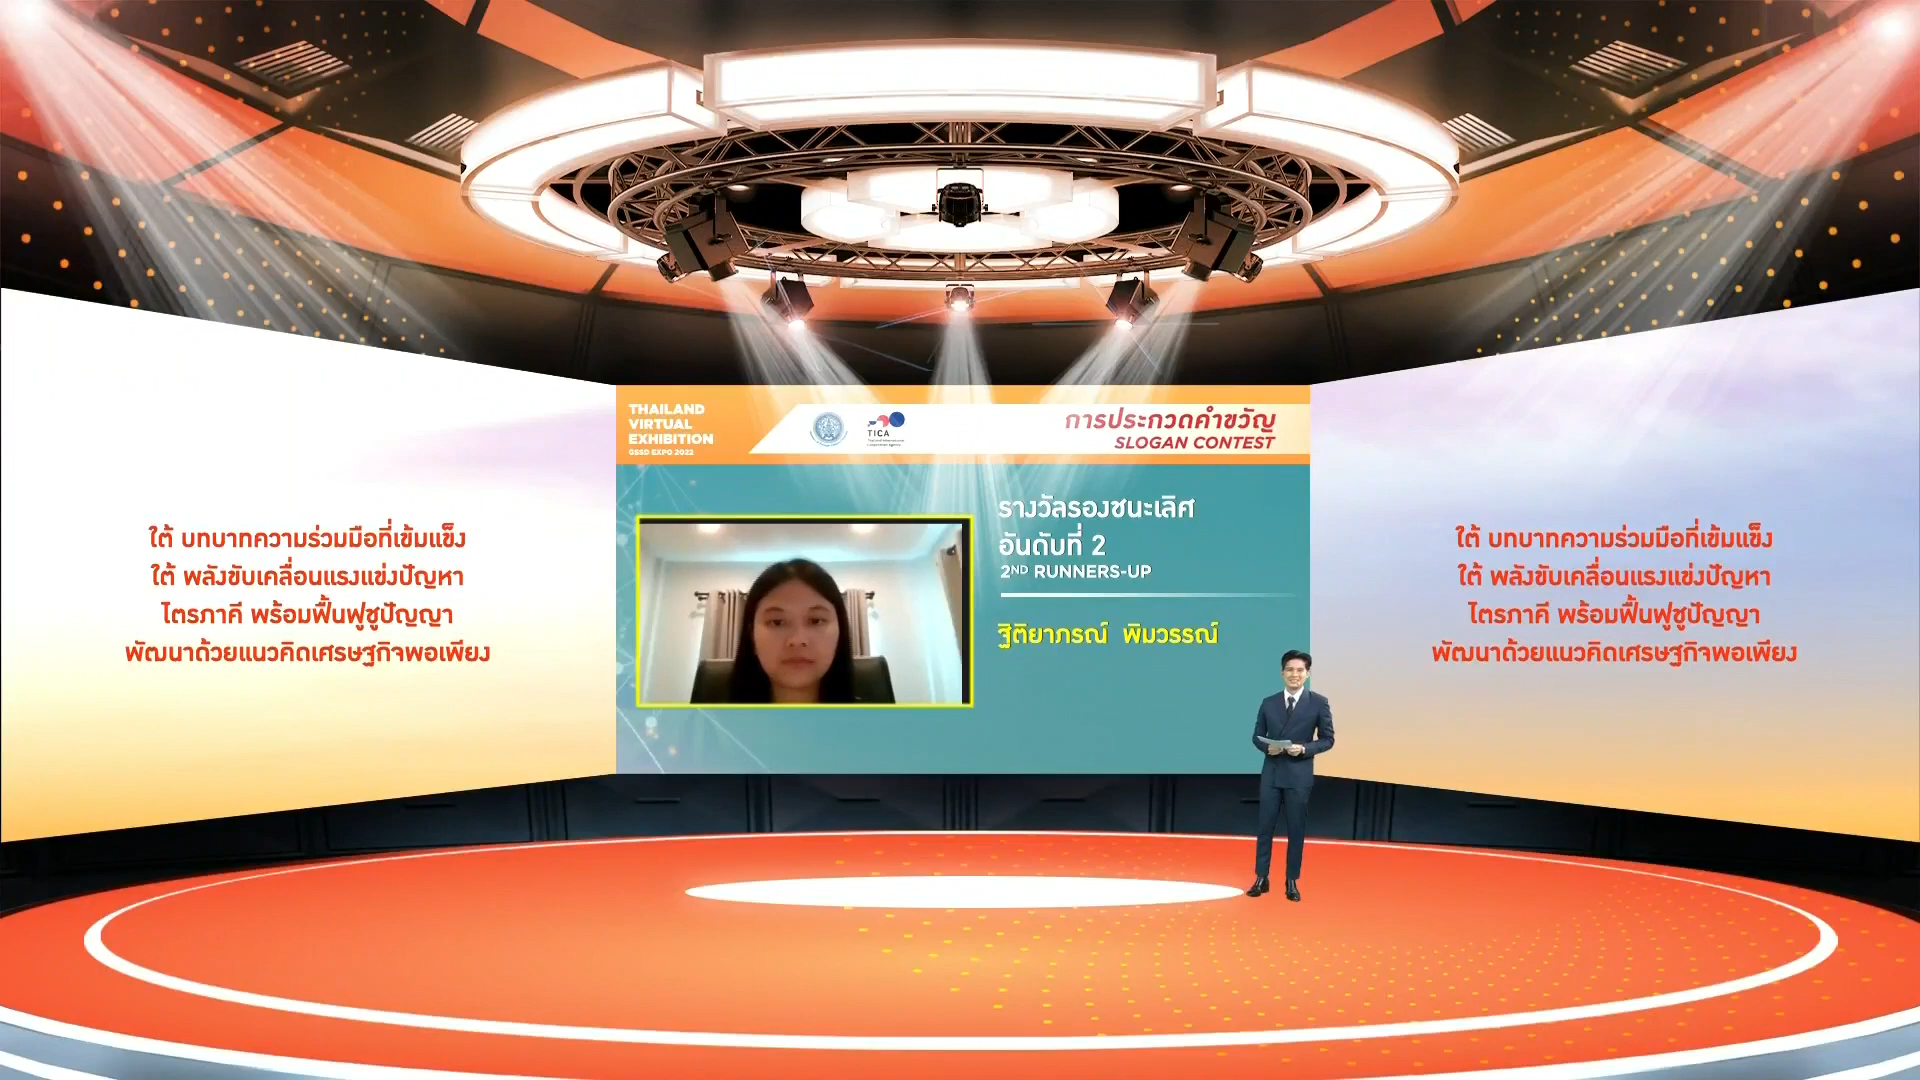 THAILAND
VIRTUAL
EXHIBITION
GSSD EXPO 2022
TICA
การประกวดคำขวัญ
SLOGAN CONTEST
รางวัลรองชนะเลิศ
อันดับที่ 2
2ND RUNNERS-UP
ฐิติยาภรณ์ พิมวรรณ์
ใต้ บทบาทความร่วมมือที่เข้มแข็ง
ใต้ พลังขับเคลื่อนแรงแข่งปัญหา
ไตรภาคี พร้อมฟื้นฟูชูปัญญา
พัฒนาด้วยแนวคิดเศรษฐกิจพอเพียง
ใต้ บทบาทความร่วมมือที่เข้มแข็ง
ใต้ พลังขับเคลื่อนแรงแข่งปัญหา
ไตรภาคี พร้อมฟื้นฟูชูปัญญา
พัฒนาด้วยแนวคิดเศรษฐกิจพอเพียง